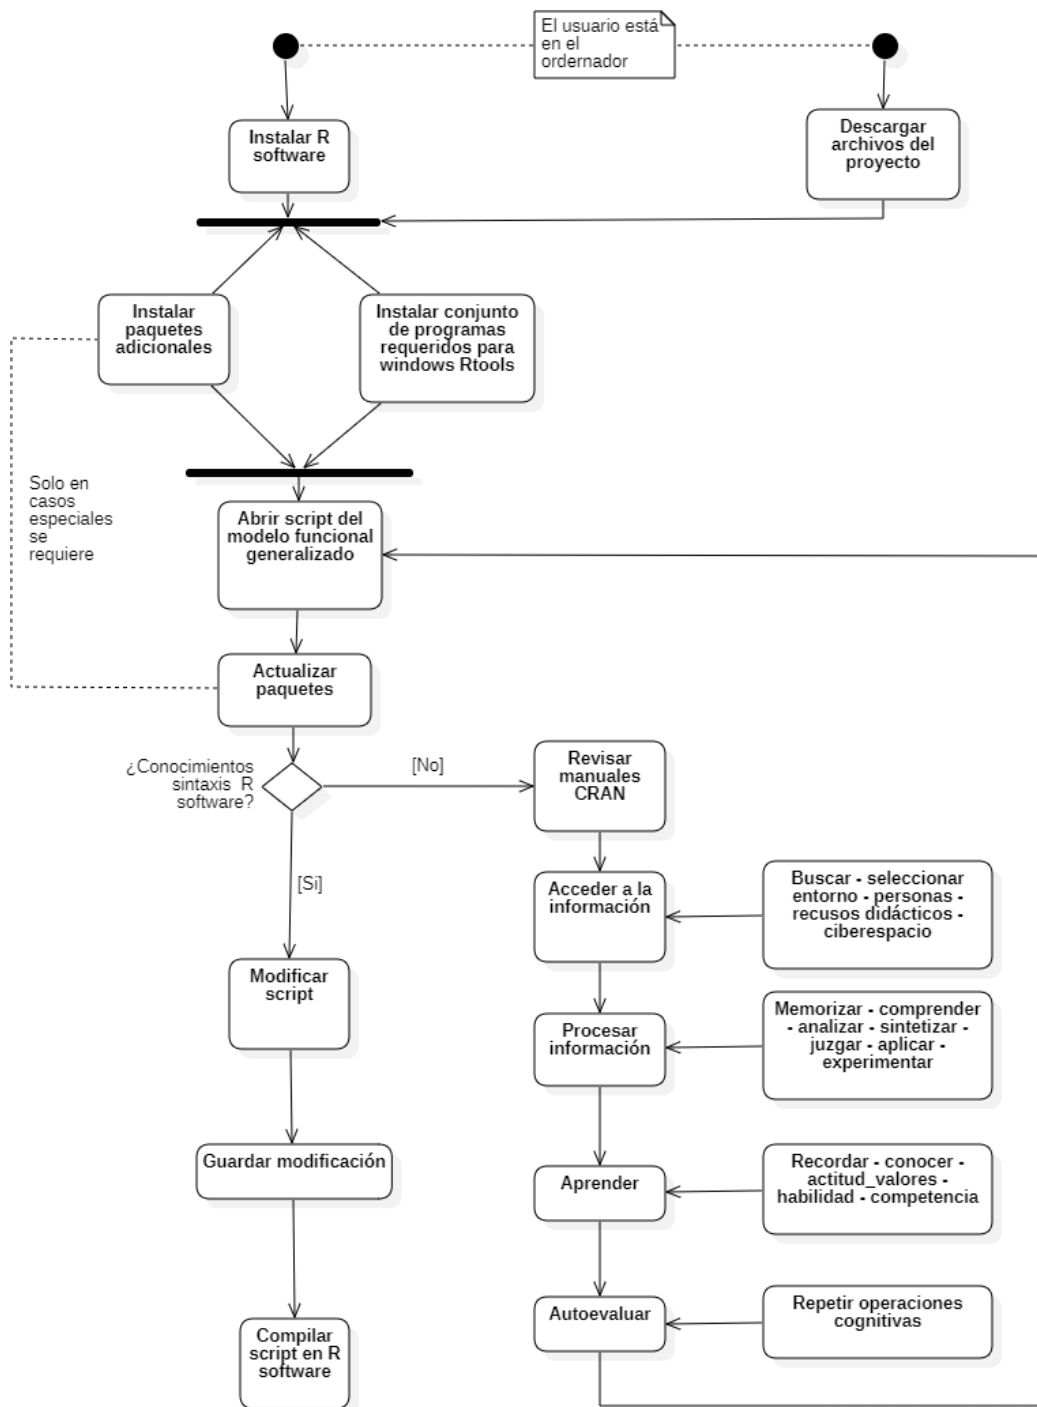 El usuario está
en el
ordernador
Instalar R
software
Descargar
archivos del
proyecto
Instalar
paquetes
adicionales
Instalar conjunto
de programas
requeridos para
windows Rtools
Solo en
casos
especiales
se
requiere
Abrir script del
modelo funcional
generalizado
Actualizar
paquetes
¿Conocimientos
sintaxis R
software?
[No]
Revisar
manuales
CRAN
[Si]
Acceder a la
información
Buscar - seleccionar
entorno - personas -
recusos didácticos -
ciberespacio
Modificar
script
Procesar
información
Memorizar - comprender
- analizar - sintetizar -
juzgar - aplicar -
experimentar
Guardar modificación
Aprender
Recordar - conocer -
actitud_valores -
habilidad - competencia
Compilar
script en R
software
Autoevaluar
Repetir operaciones
cognitivas